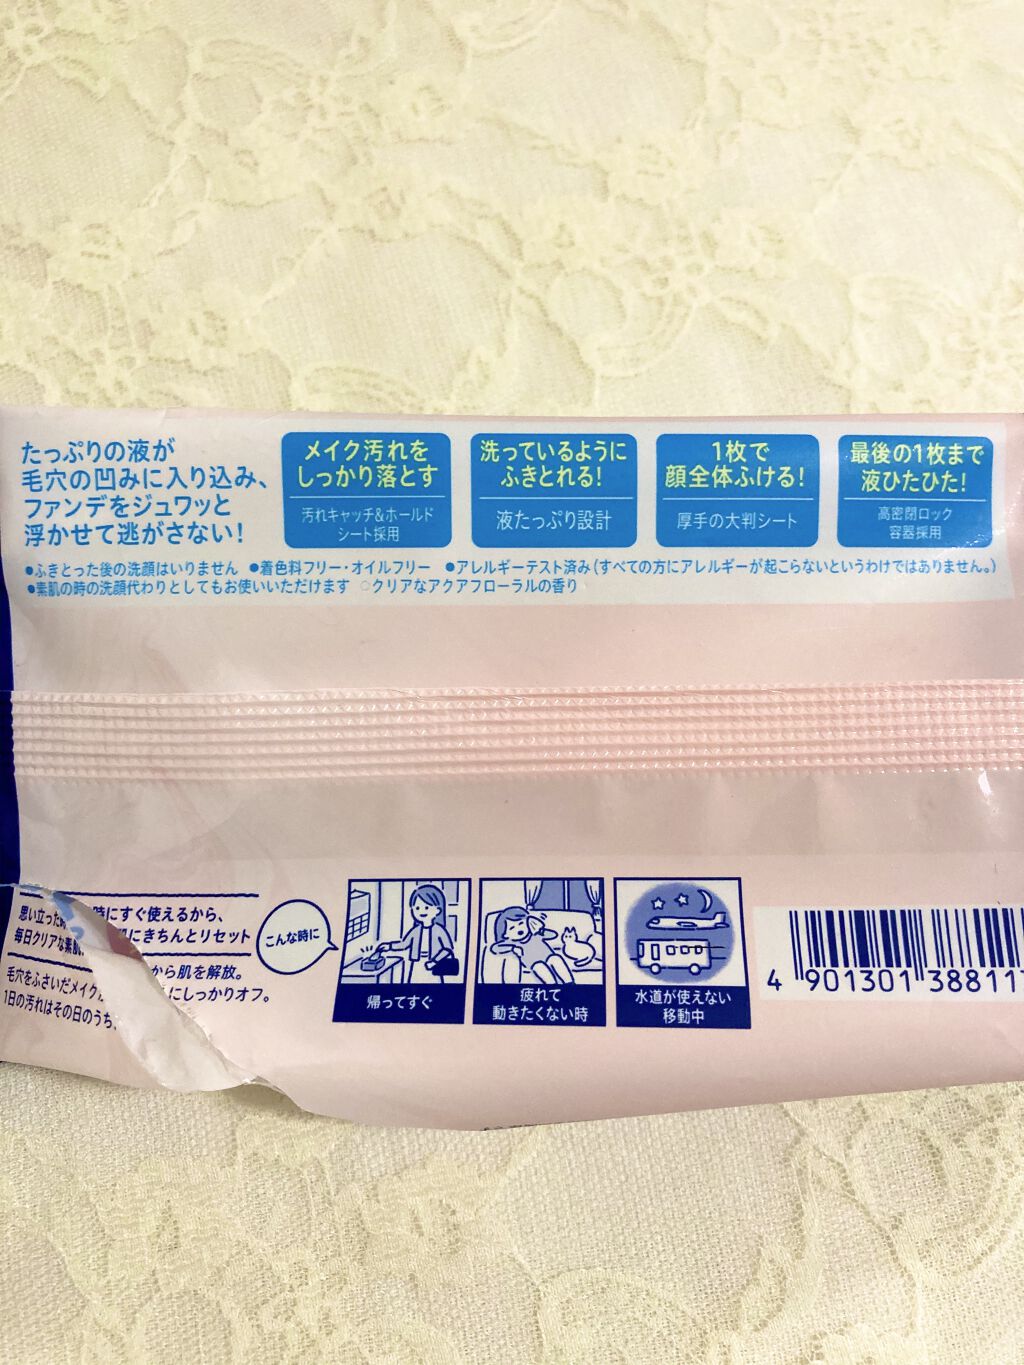 たっぷりの液が
毛穴の凹みに入り込み、
ファンデをジュワッと
浮かせて逃がさない!
メイク汚れを
しっかり落とす
汚れキャッチ&ホールド
シート採用
洗っているように
ふきとれる!
液たっぷり設計
1枚で
顔全体ふける!
厚手の大判シート
最後の1枚まで
液ひたひた!
高密閉ロック
容器採用
●ふきとった後の洗顔はいりません ●着色料フリー・オイルフリー ●アレルギーテスト済み(すべての方にアレルギーが起こらないというわけではありません。)
●素肌の時の洗顔代わりとしてもお使いいただけます ○クリアなアクアフローラルの香り
思い立った時にすぐ使えるから、
毎日クリアな素肌にきちんとリセット
から肌を解放。
毛穴をふさいだメイク
1日の汚れはその日のうち にしっかりオフ。
こんな時に
帰ってすぐ
疲れて
動きたくない時
水道が使えない
移動中
4 901301 38811